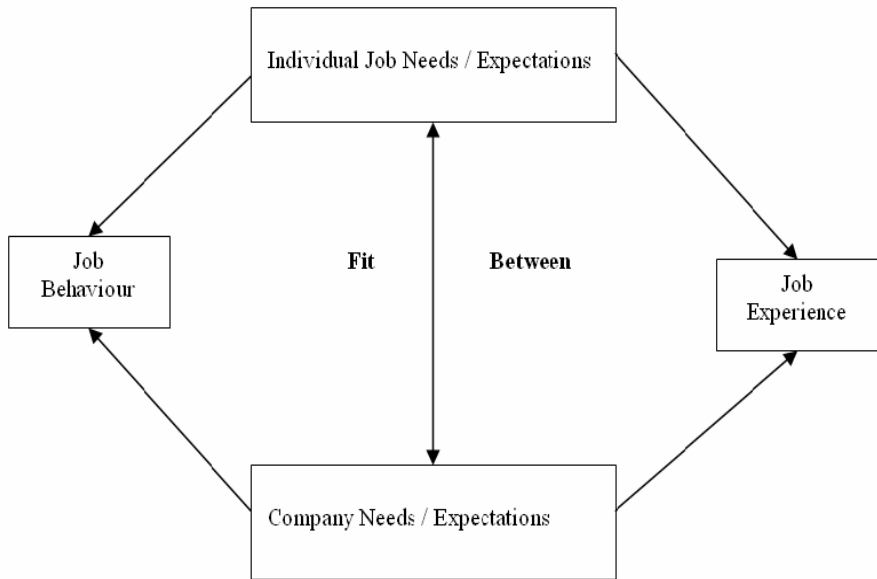 Individual Job Needs / Expectations
Job
Behaviour
Fit
Between
Job
Experience
Company Needs / Expectations